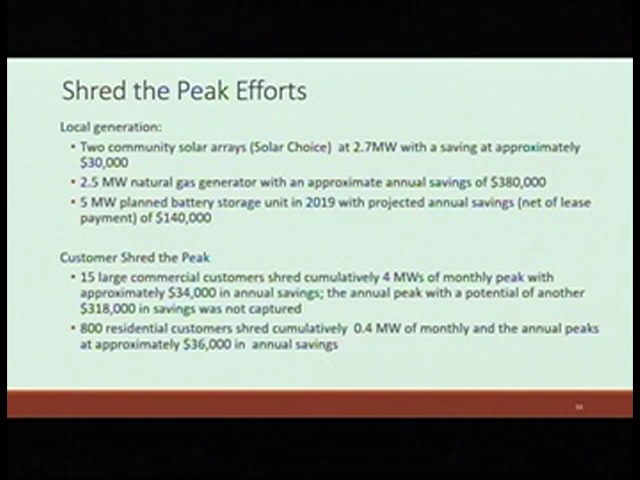 Shred the Peak Efforts
Local generation:
• Two community solar arrays (Solar Choice) at 2.7MW with a saving at approximately
$30,000
• 2.5 MW natural gas generator with an approximate annual savings of $380,000
• 5 MW planned battery storage unit in 2019 with projected annual savings (net of lease
payment) of $140,000
Customer Shred the Peak
• 15 large commercial customers shred cumulatively 4 MWs of monthly peak with
approximately $34,000 in annual savings; the annual peak with a potential of another
$318,000 in savings was not captured
• 800 residential customers shred cumulatively 0.4 MW of monthly and the annual peaks
at approximately $36,000 in annual savings